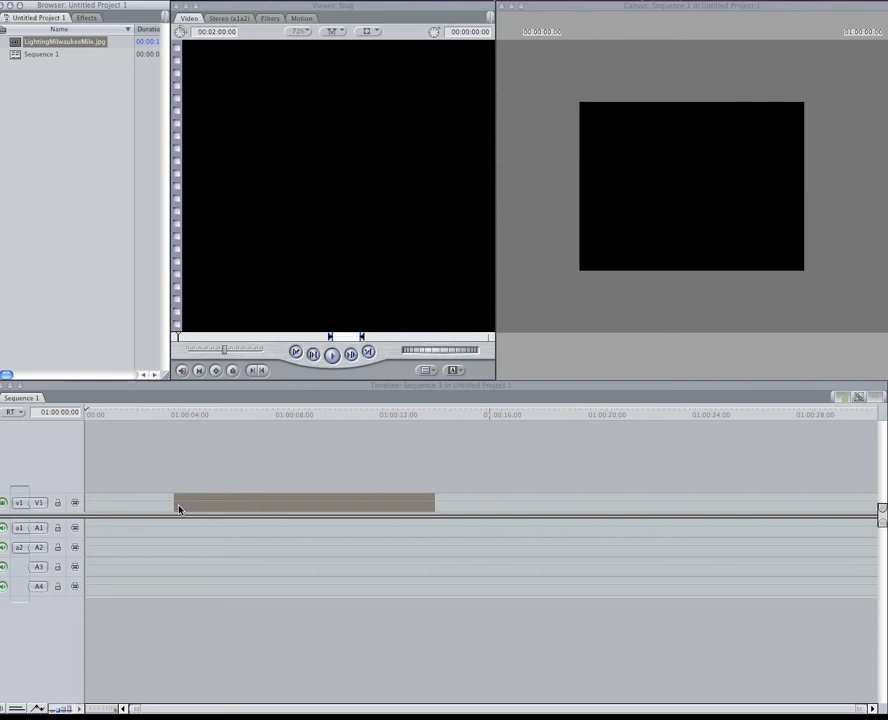 Browser: Untitled Project 1
Viewer: Slug
Canvas: Sequence 1 in Untitled Project 1
Untitled Project 1
Effects
Video
Stereo (a1a2)
Filters
Motion
Name
Duratio
00:02:00:00
00:00:00:00
00:00:00:00
01:00:00:00
LightingMilwaukeeMile.jpg
00:00:1
Sequence 1
00:00:0
Timeline: Sequence 1 in Untitled Project 1
Sequence 1
RT
01:00:00;00
00:00
01:00:04;00
01:00:08;00
01:00:12;00
01:00:16;00
01:00:20;00
01:00:24;00
01:00:28;00
v1
V1
a1
A1
a2
A2
A3
A4